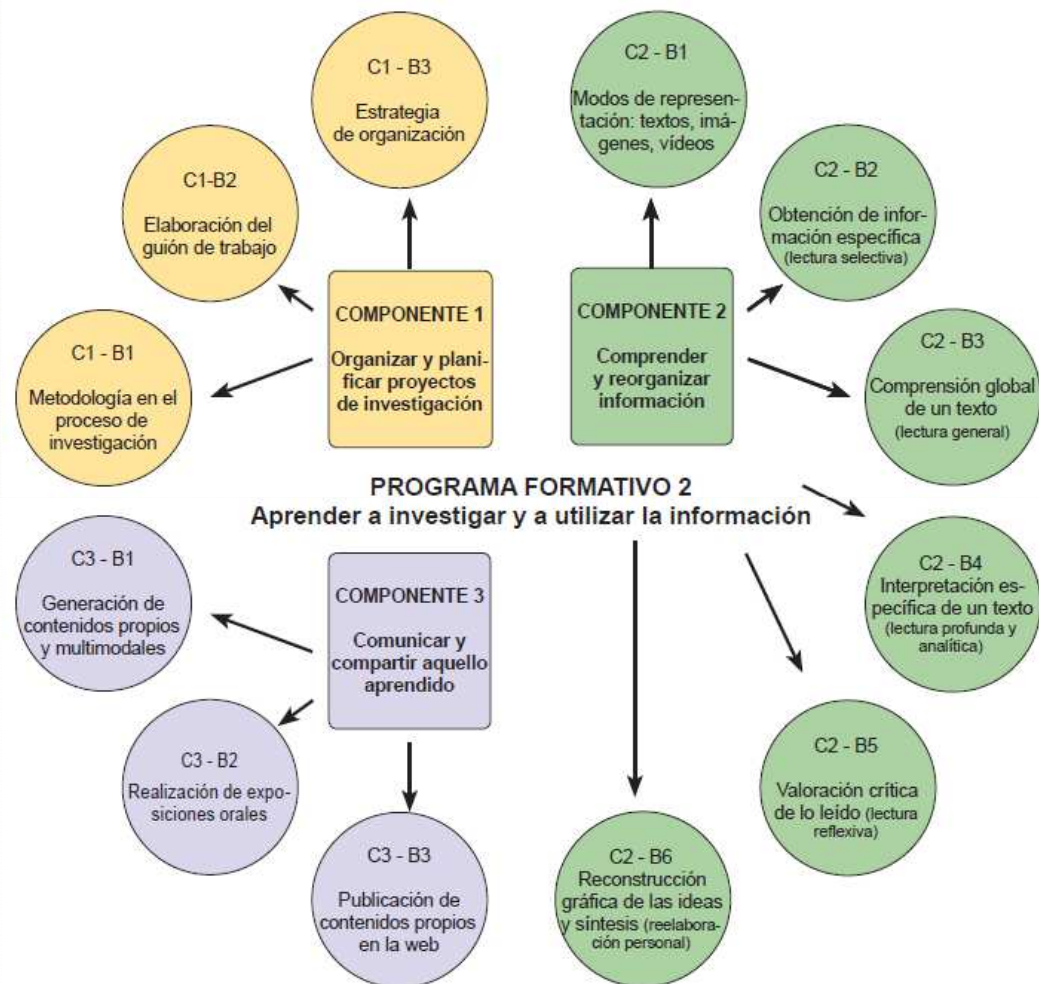 C1 - B3
Estrategia
de organización
C1-B2
Elaboración del
guión de trabajo
C1 - B1
Metodología en el
proceso de
investigación
COMPONENTE 1
Organizar y plani-
ficar proyectos
de investigación
C2 - B1
Modos de represen-
tación: textos, imá-
genes, vídeos
C2 - B2
Obtención de infor-
mación específica
(lectura selectiva)
COMPONENTE 2
Comprender
y reorganizar
información
C2 - B3
Comprensión global
de un texto
(lectura general)
PROGRAMA FORMATIVO 2
Aprender a investigar y a utilizar la información
C2 - B4
Interpretación es-
pecífica de un texto
(lectura profunda y
analítica)
C2 - B5
Valoración crítica
de lo leído (lectura
reflexiva)
C2 - B6
Reconstrucción
gráfica de las ideas
y síntesis (reelabora-
ción personal)
COMPONENTE 3
Comunicar y
compartir aquello
aprendido
C3 - B1
Generación de
contenidos propios
y multimodales
C3 - B2
Realización de expo-
siciones orales
C3 - B3
Publicación de
contenidos propios
en la web